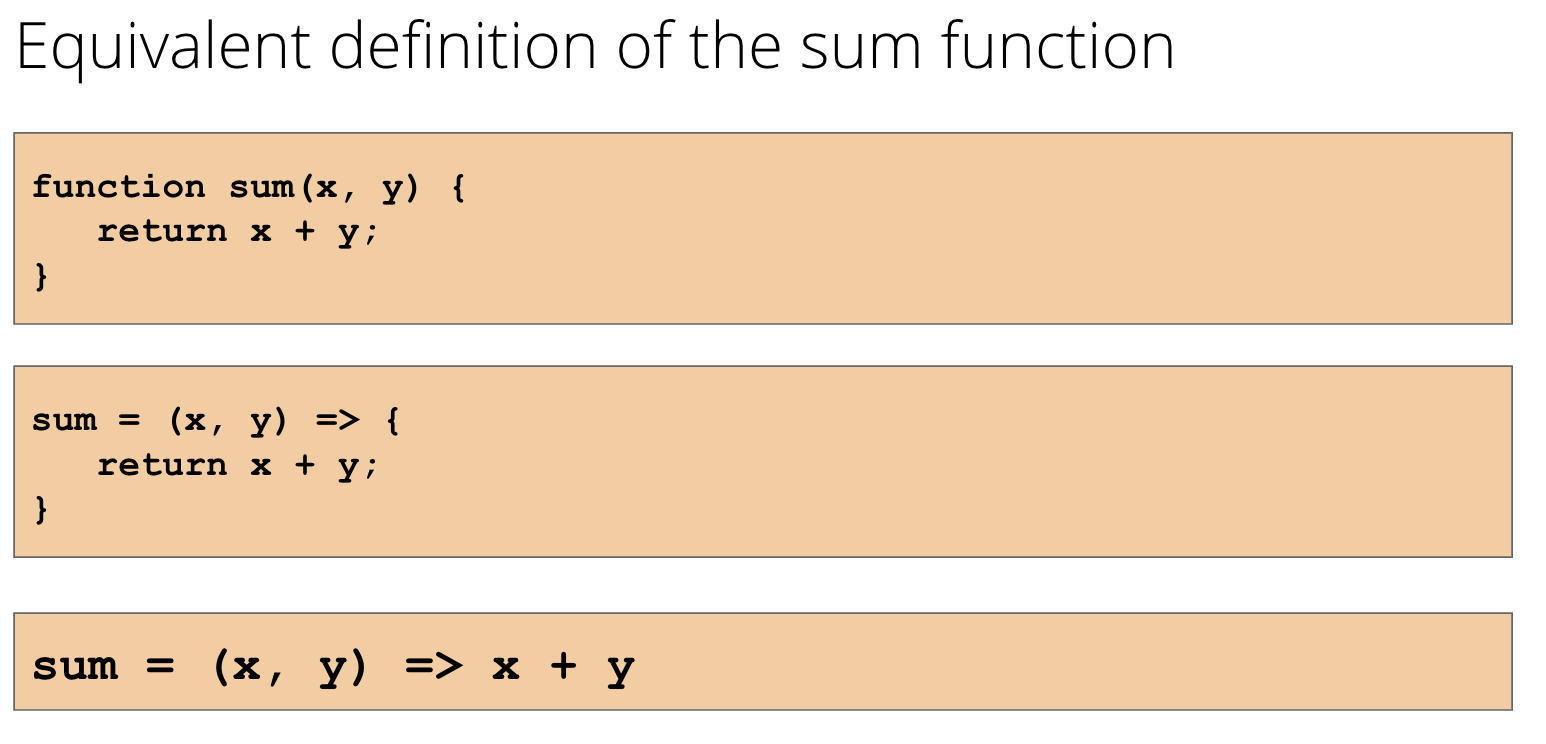 Equivalent definition of the sum function
function sum(x, y) {
   return x + y;
}
sum = (x, y) => {
   return x + y;
}
sum = (x, y) => x + y